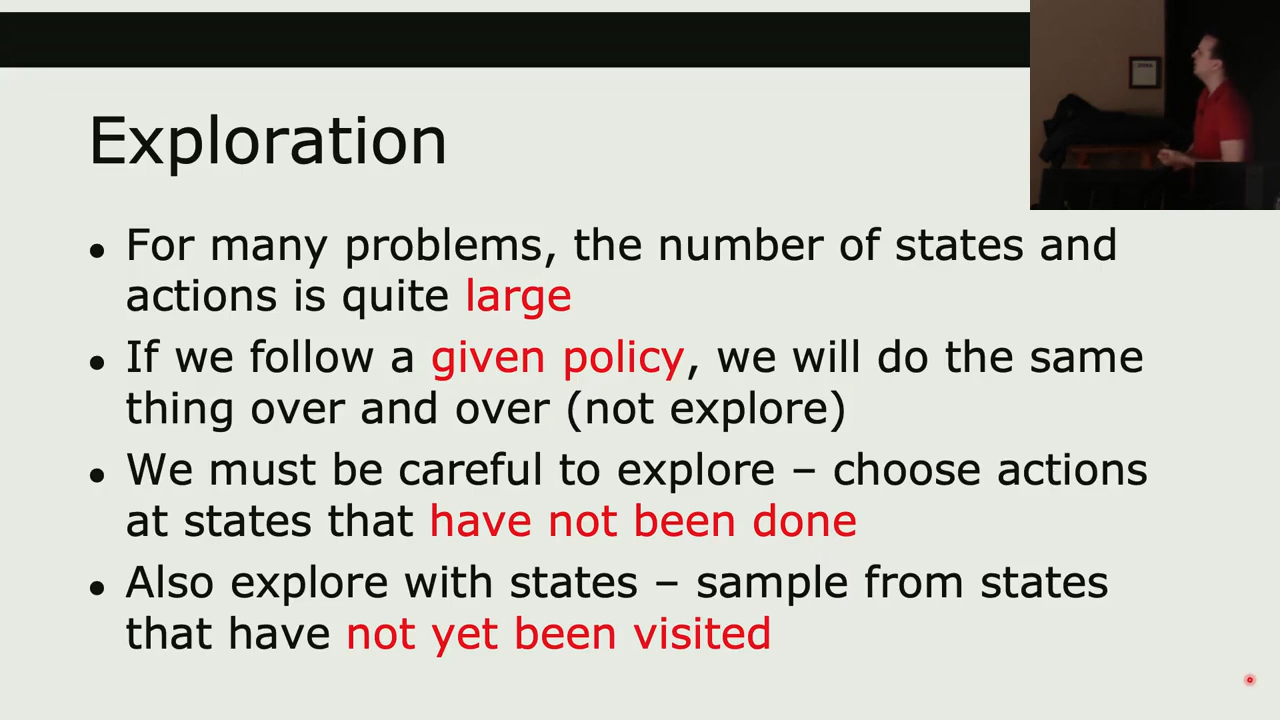 Exploration
• For many problems, the number of states and
actions is quite large
• If we follow a given policy, we will do the same
thing over and over (not explore)
• We must be careful to explore – choose actions
at states that have not been done
• Also explore with states – sample from states
that have not yet been visited